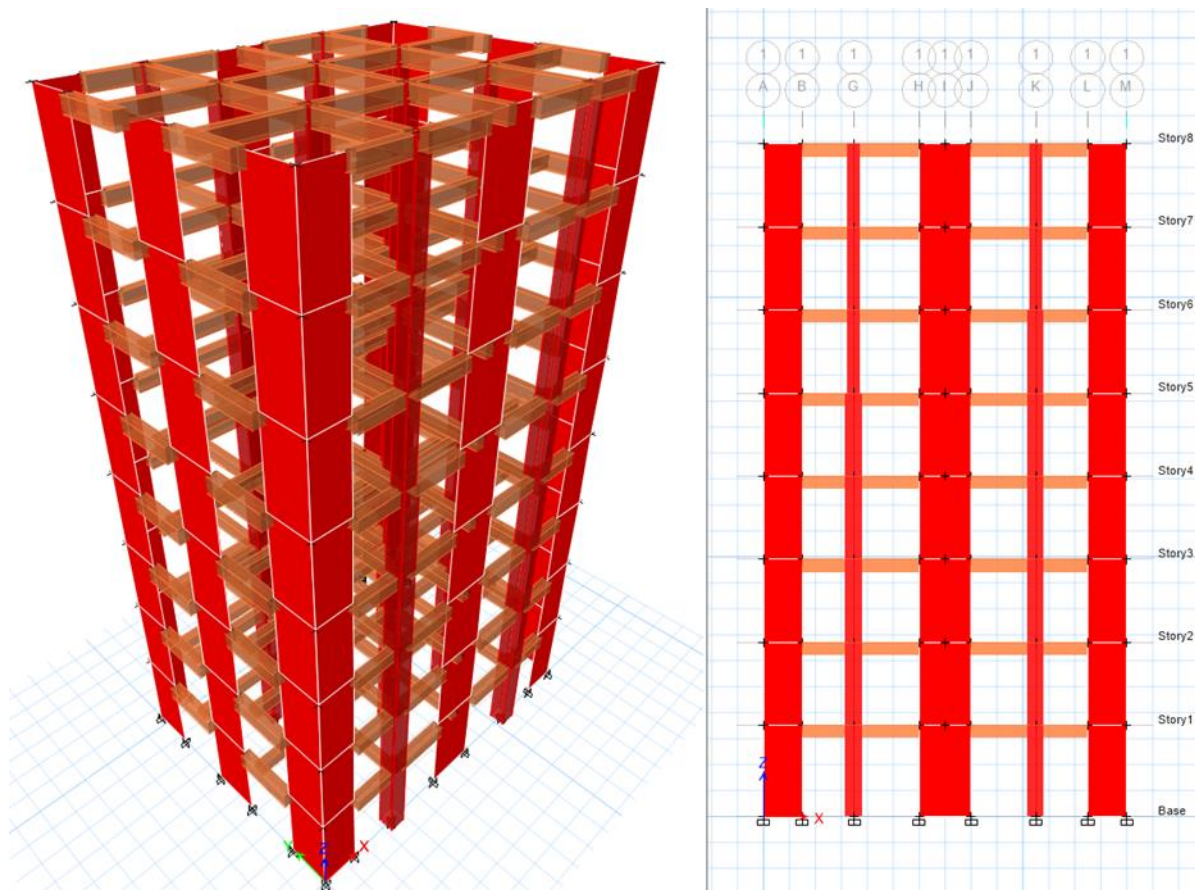 1 1 1 1 1 1 1 1 1
A B G H I J K L M
Story8
Story7
Story6
Story5
Story4
Story3
Story2
Story1
Z
Base
X
Z
X